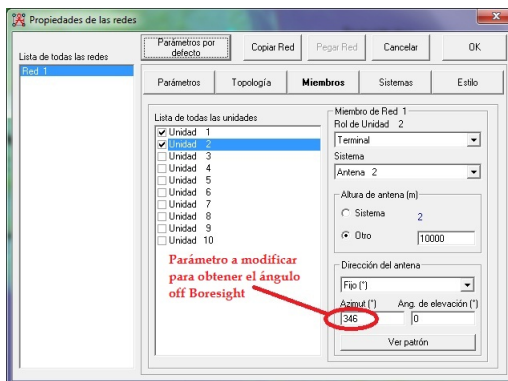 Propiedades de las redes
Lista de todas las redes
Red 1
Parámetros por defecto
Copiar Red
Pegar Red
Cancelar
OK
Parámetros
Topología
Miembros
Sistemas
Estilo
Lista de todas las unidades
Unidad 1
Unidad 2
Unidad 3
Unidad 4
Unidad 5
Unidad 6
Unidad 7
Unidad 8
Unidad 9
Unidad 10
Parámetro a modificar
para obtener el ángulo
off Boresight
Miembro de Red 1
Rol de Unidad 2
Terminal
Sistema
Antena 2
Altura de antena (m)
Sistema 2
Otro 10000
Dirección del antena
Fijo (°)
Azimut (°) Ang. de elevación (°)
346 0
Ver patrón